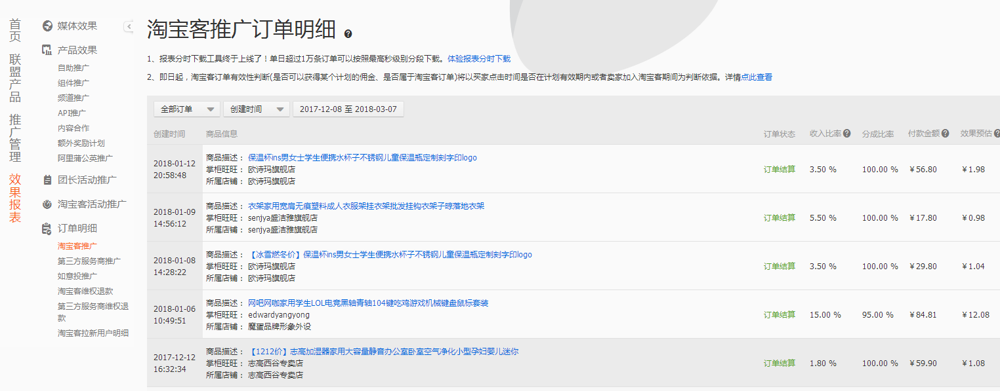 首页
联盟产品
推广管理
效果报表
媒体效果
产品效果
自助推广
组件推广
频道推广
API推广
内容合作
额外奖励计划
阿里蒲公英推广
团长活动推广
淘宝客活动推广
订单明细
淘宝客推广
第三方服务商推广
如意投推广
淘宝客维权退款
第三方服务商维权退
款
淘宝客拉新用户明细
淘宝客推广订单明细
1、报表分时下载工具终于上线了！单日超过1万条订单可以按照最高秒级别分段下载。体验报表分时下载
2、即日起，淘宝客订单有效性判断(是否可以获得某个计划的佣金、是否属于淘宝客订单)将以买家点击时间是否在计划有效期内或者卖家加入淘宝客期间为判断依据。详情点此查看
全部订单 创建时间 2017-12-08 至 2018-03-07
创建时间 商品信息 订单状态 收入比率 分成比率 付款金额 效果预估
2018-01-12
20:58:48
商品描述： 保温杯ins男女士学生便携水杯子不锈钢儿童保温瓶定制刻字印logo
掌柜旺旺： 欧诗玛旗舰店
所属店铺： 欧诗玛旗舰店
订单结算 3.50 % 100.00 % ￥56.80 ￥1.98
2018-01-09
14:56:12
商品描述： 衣架家用宽肩无痕塑料成人衣服架挂衣架批发挂钩衣架子晾落地衣架
掌柜旺旺： senjya盛洁雅旗舰店
所属店铺： senjya盛洁雅旗舰店
订单结算 5.50 % 100.00 % ￥17.80 ￥0.98
2018-01-08
14:28:22
商品描述： 【冰雪燃冬价】保温杯ins男女士学生便携水杯子不锈钢儿童保温瓶定制刻字印logo
掌柜旺旺： 欧诗玛旗舰店
所属店铺： 欧诗玛旗舰店
订单结算 3.50 % 100.00 % ￥29.80 ￥1.04
2018-01-06
10:49:51
商品描述： 网吧网咖家用学生LOL电竞黑轴青轴104键吃鸡游戏机械键盘鼠标套装
掌柜旺旺： edwardyangyong
所属店铺： 魔蛋品牌形象外设
订单结算 15.00 % 95.00 % ￥84.81 ￥12.08
2017-12-12
16:32:34
商品描述： 【1212价】志高加湿器家用大容量静音办公室卧室空气净化小型孕妇婴儿迷你
掌柜旺旺： 志高西谷专卖店
所属店铺： 志高西谷专卖店
订单结算 1.80 % 100.00 % ￥59.90 ￥1.08